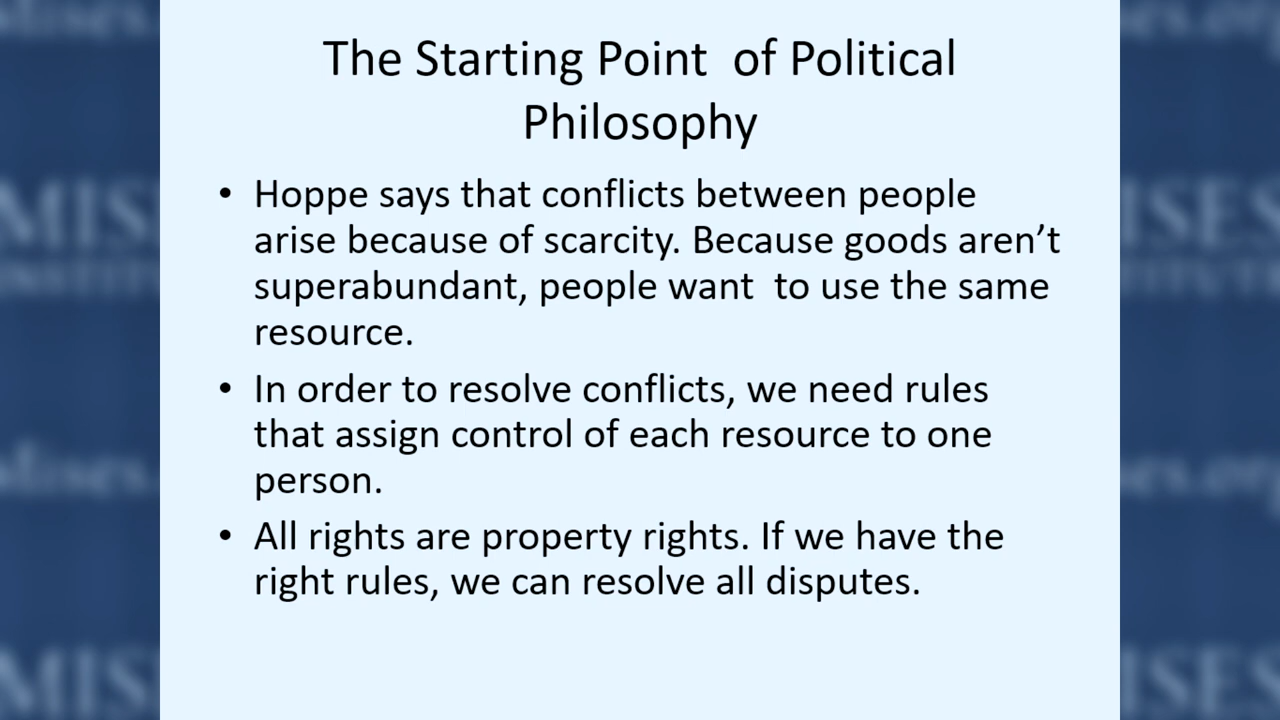 The Starting Point  of Political
Philosophy
• Hoppe says that conflicts between people
arise because of scarcity. Because goods aren’t
superabundant, people want  to use the same
resource.
• In order to resolve conflicts, we need rules
that assign control of each resource to one
person.
• All rights are property rights. If we have the
right rules, we can resolve all disputes.